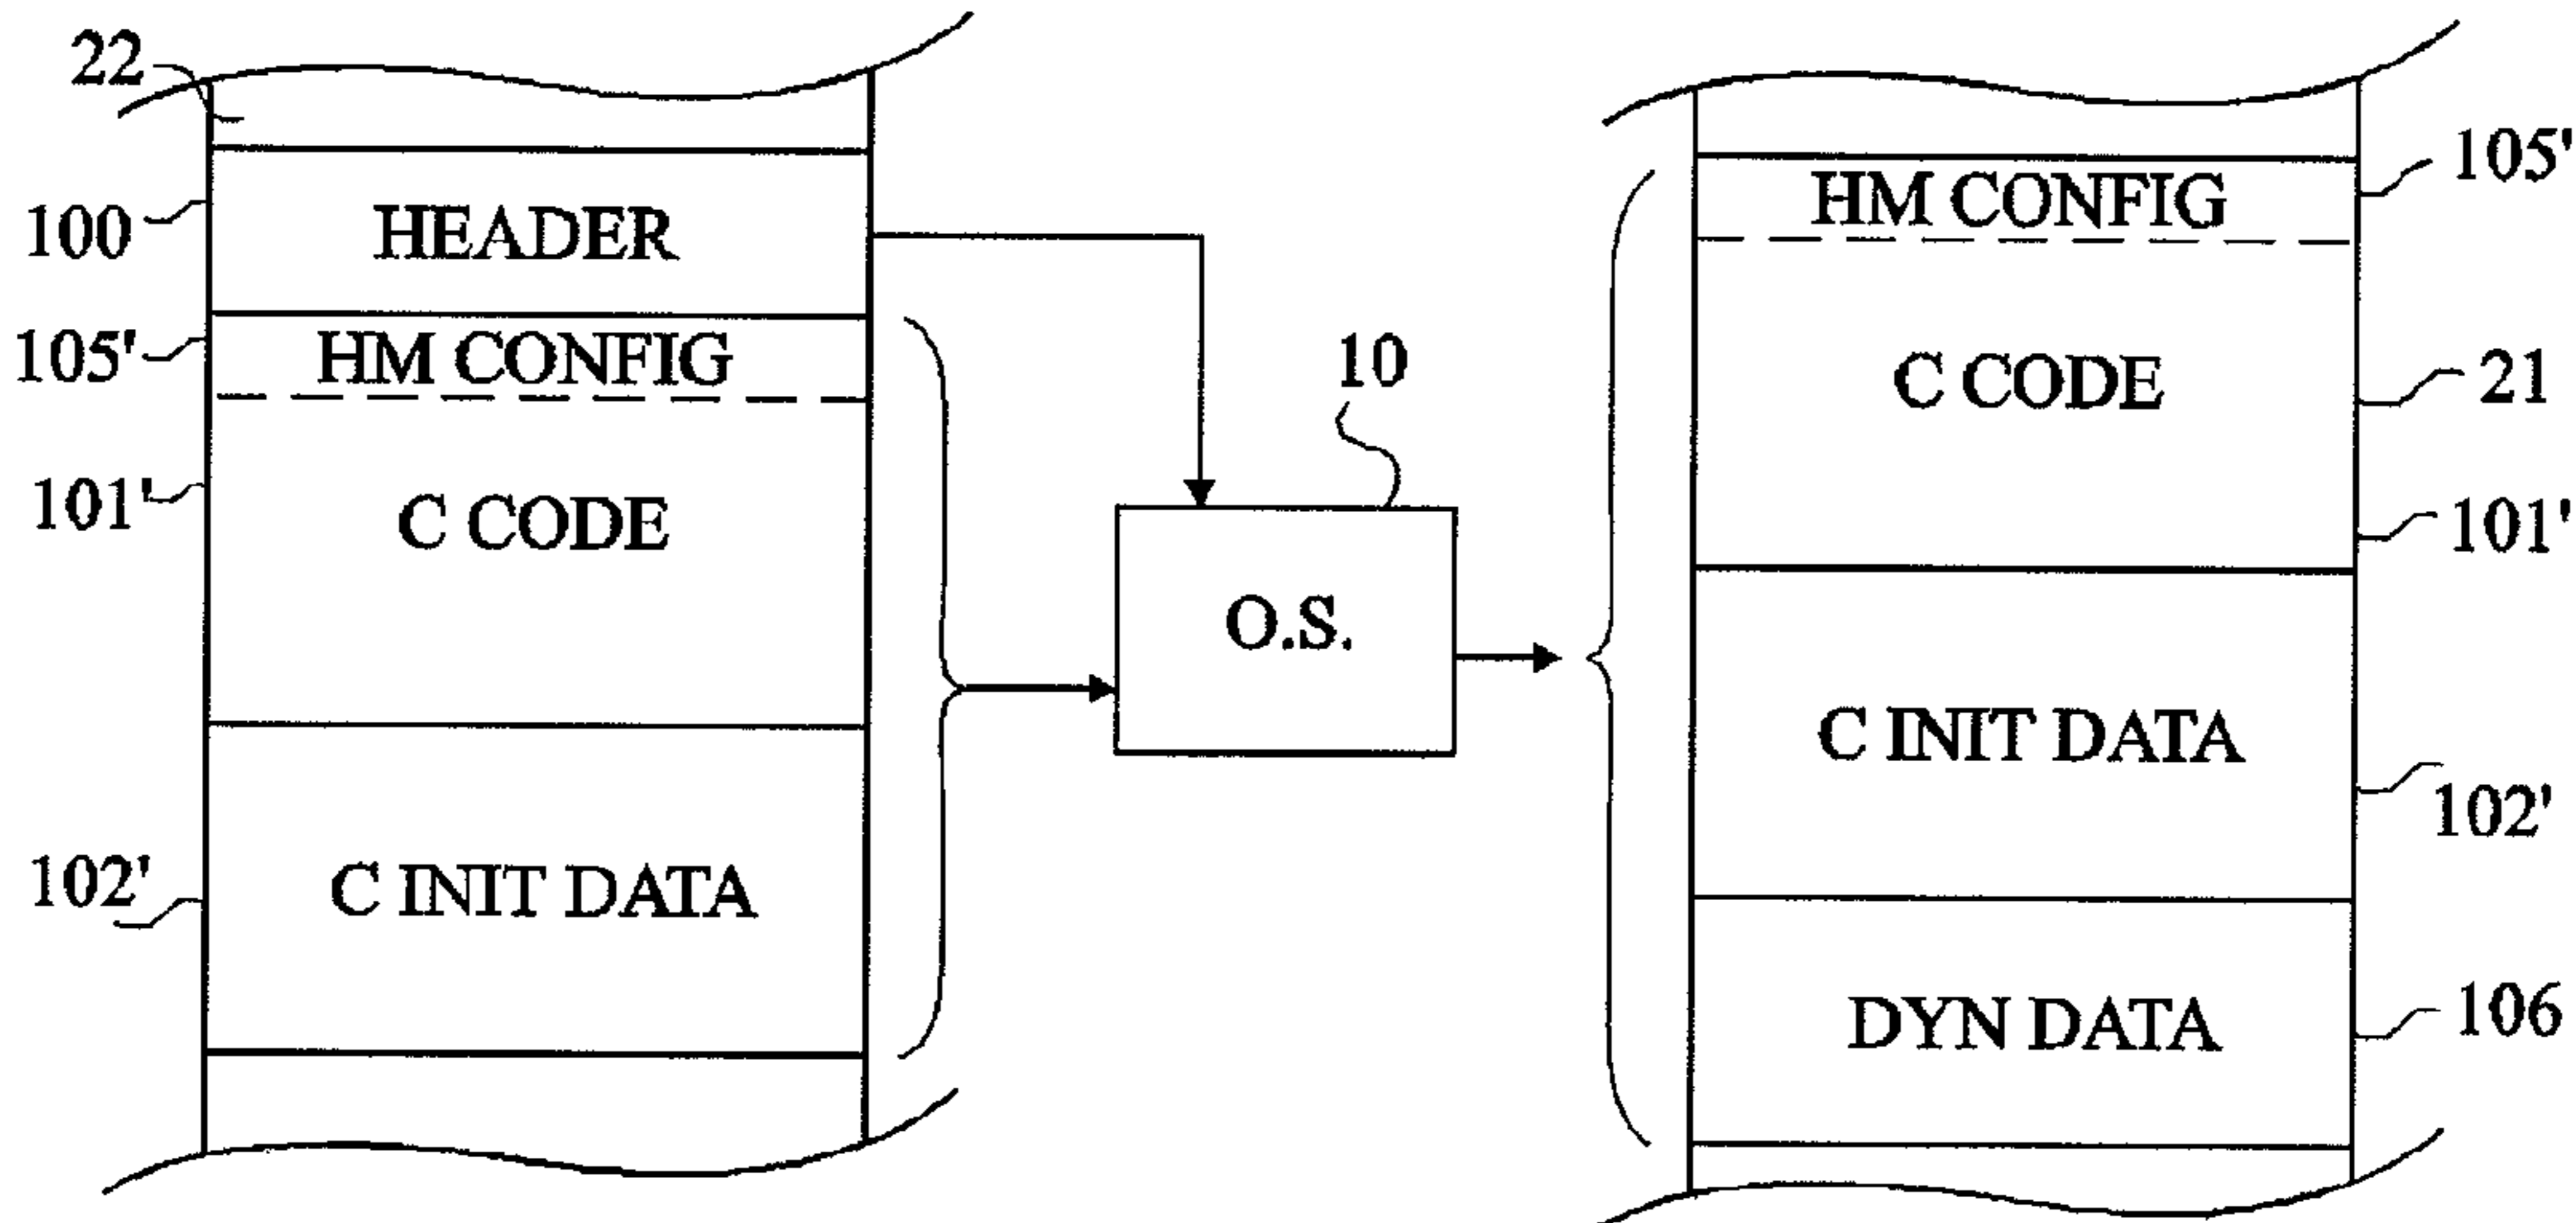 22
100
HEADER
105'
HM CONFIG
101'
C CODE
102'
C INIT DATA
10
O.S.
105'
HM CONFIG
C CODE
21
101'
C INIT DATA
102'
DYN DATA
106